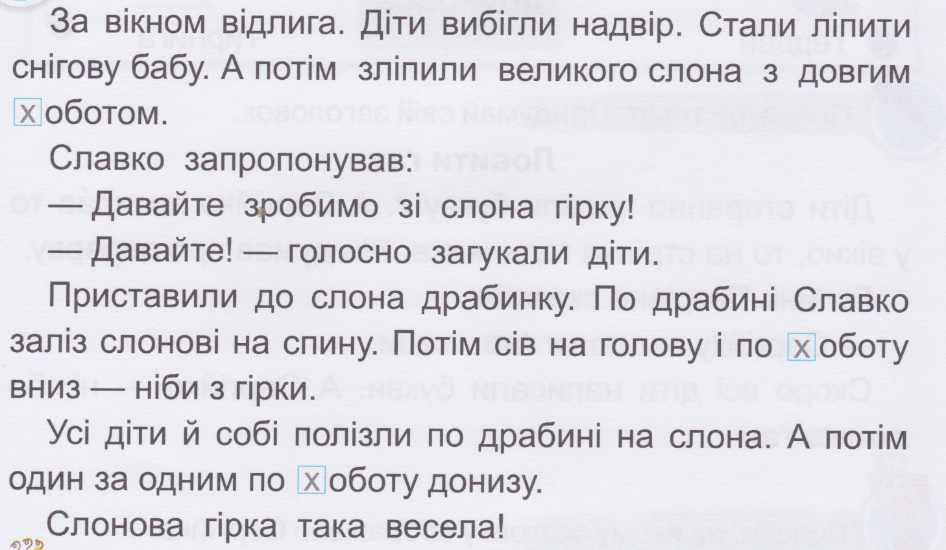 За вікном відлига. Діти вибігли надвір. Стали ліпити
снігову бабу. А потім зліпили великого слона з довгим
хоботом.
Славко запропонував:
— Давайте зробимо зі слона гірку!
— Давайте! — голосно загукали діти.
Приставили до слона драбинку. По драбині Славко
заліз слонові на спину. Потім сів на голову і по хоботу
вниз — ніби з гірки.
Усі діти й собі полізли по драбині на слона. А потім
один за одним по хоботу донизу.
Слонова гірка така весела!